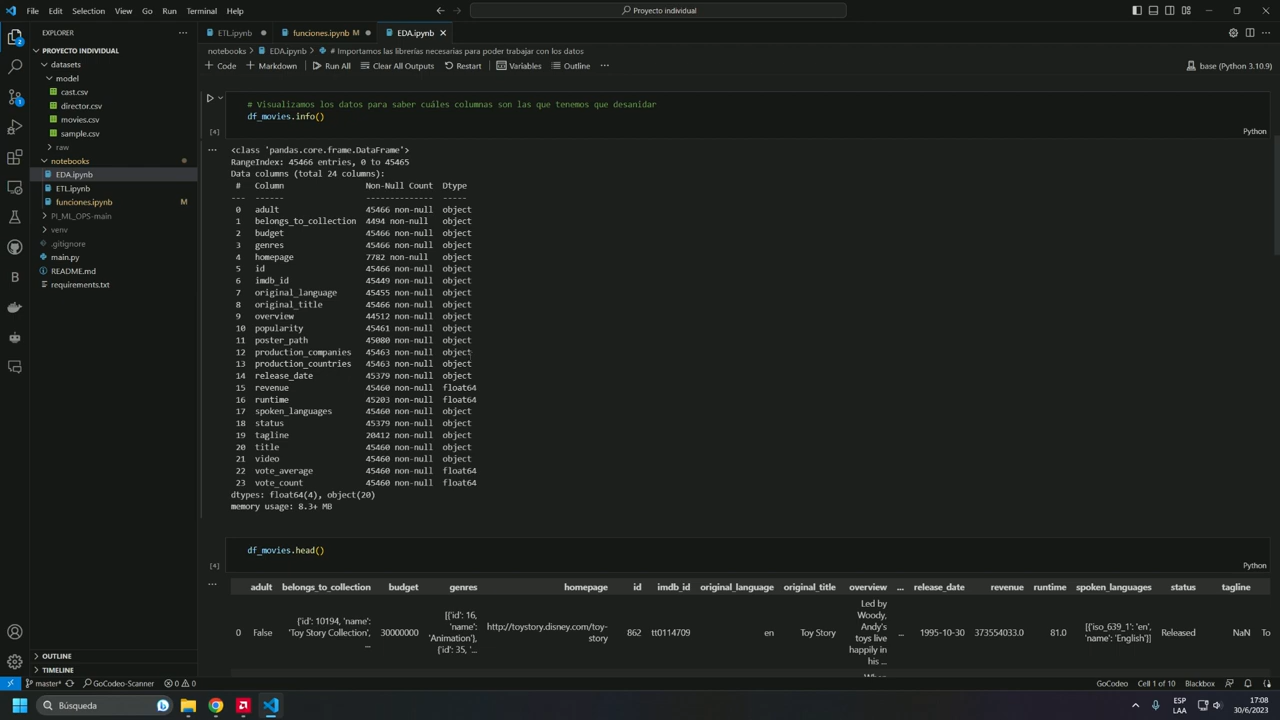 File Edit Selection View Go Run Terminal Help
Proyecto individual
EXPLORER
ETL.ipynb
funciones.ipynb M
EDA.ipynb
PROYECTO INDIVIDUAL
notebooks > EDA.ipynb > # Importamos las librerías necesarias para poder trabajar con los datos
+ Code + Markdown Run All Clear All Outputs Restart Variables Outline ...
base (Python 3.10.9)
datasets
model
cast.csv
director.csv
movies.csv
sample.csv
raw
notebooks
EDA.ipynb
ETL.ipynb
funciones.ipynb M
PI_ML_OPS-main
venv
.gitignore
main.py
README.md
requirements.txt
OUTLINE
TIMELINE
# Visualizamos los datos para saber cuáles columnas son las que tenemos que desanidar
df_movies.info()
[4]
Python
<class 'pandas.core.frame.DataFrame'>
RangeIndex: 45466 entries, 0 to 45465
Data columns (total 24 columns):
# Column Non-Null Count Dtype
--- ------ -------------- -----
0 adult 45466 non-null object
1 belongs_to_collection 4494 non-null object
2 budget 45466 non-null object
3 genres 45466 non-null object
4 homepage 7782 non-null object
5 id 45466 non-null object
6 imdb_id 45449 non-null object
7 original_language 45455 non-null object
8 original_title 45466 non-null object
9 overview 44512 non-null object
10 popularity 45461 non-null object
11 poster_path 45080 non-null object
12 production_companies 45463 non-null object
13 production_countries 45463 non-null object
14 release_date 45379 non-null object
15 revenue 45460 non-null float64
16 runtime 45203 non-null float64
17 spoken_languages 45460 non-null object
18 status 45379 non-null object
19 tagline 20412 non-null object
20 title 45460 non-null object
21 video 45460 non-null object
22 vote_average 45460 non-null float64
23 vote_count 45460 non-null float64
dtypes: float64(4), object(20)
memory usage: 8.3+ MB
df_movies.head()
[4]
Python
adult belongs_to_collection budget genres homepage id imdb_id original_language original_title overview ... release_date revenue runtime spoken_languages status tagline
0 False {'id': 10194, 'name': 'Toy Story Collection', ... 30000000 [{'id': 16, 'name': 'Animation'}, {'id': 35, '... http://toystory.disney.com/toy-story 862 tt0114709 en Toy Story Led by Woody, Andy's toys live happily in his ... ... 1995-10-30 373554033.0 81.0 [{'iso_639_1': 'en', 'name': 'English'}] Released NaN To
When
master* GoCodeo-Scanner 0 0
GoCodeo Cell 1 of 10 Blackbox
Búsqueda
ESP
LAA
17:08
30/6/2023